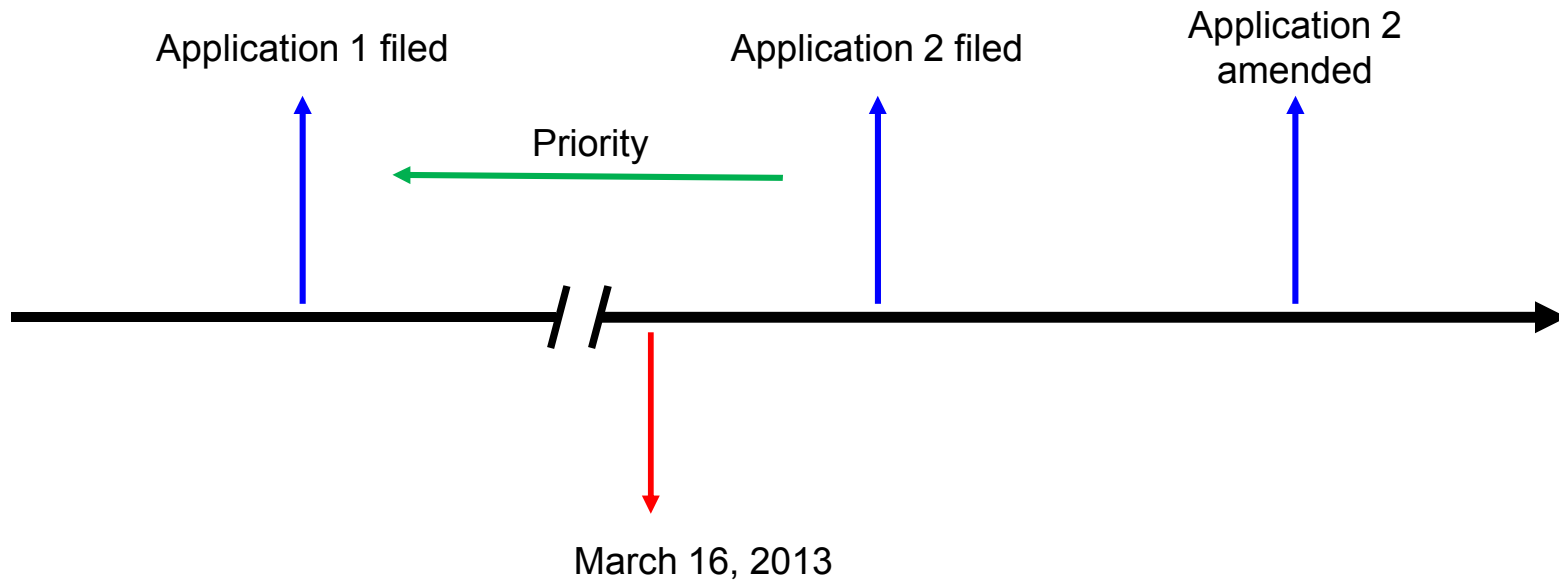 Application 1 filed
Application 2 filed
Application 2
amended
Priority
March 16, 2013